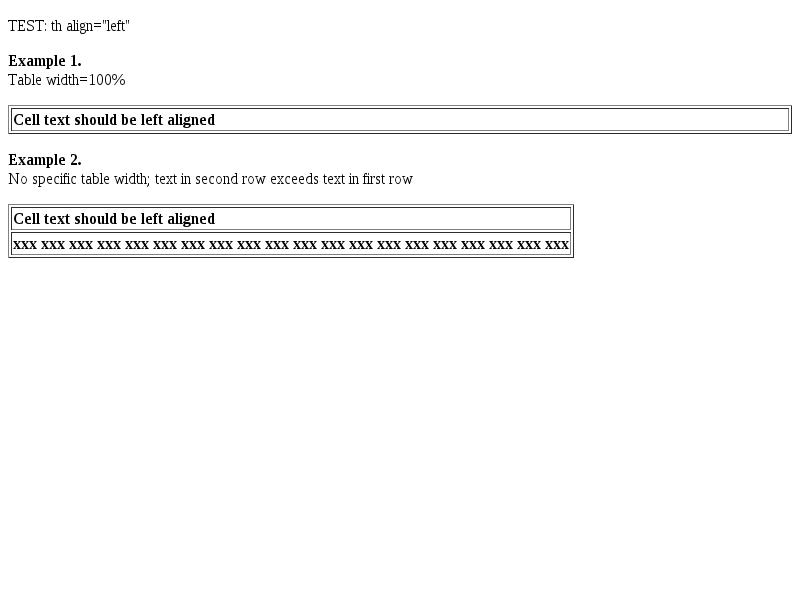 TEST: th align="left"
Example 1.
Table width=100%
Cell text should be left aligned
Example 2.
No specific table width; text in second row exceeds text in first row
Cell text should be left aligned
xxx xxx xxx xxx xxx xxx xxx xxx xxx xxx xxx xxx xxx xxx xxx xxx xxx xxx xxx xxx